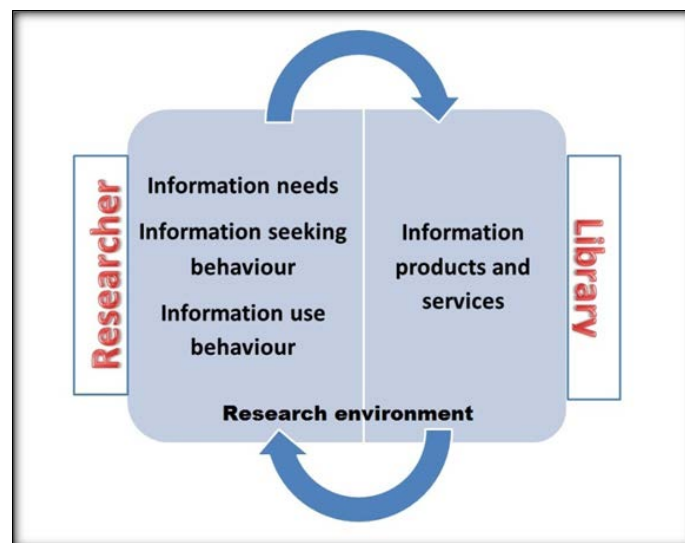 Researcher
Information needs
Information seeking
behaviour
Information use
behaviour
Information
products and
services
Library
Research environment